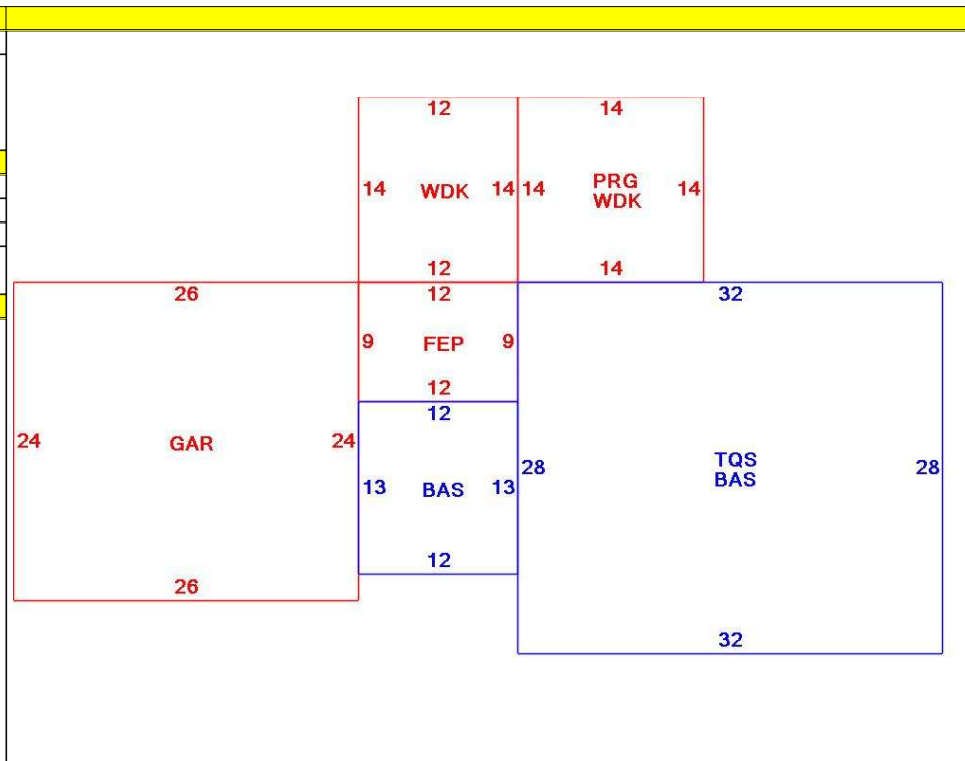 12 14
14 WDK 14 14 PRG 14
WDK
12 14
26 12 32
9 FEP 9
12
12
24 GAR 24
28 TQS 28
BAS
13 BAS 13
12
26
32